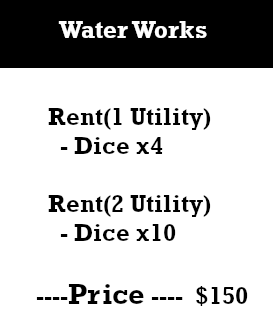 Water Works
Rent(1 Utility)
- Dice x4
Rent(2 Utility)
- Dice x10
----Price ---- $150